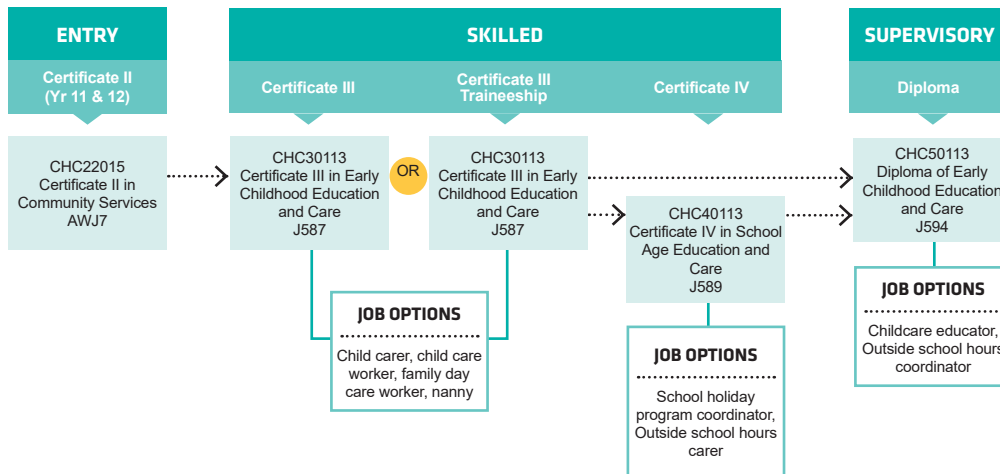 ENTRY
SKILLED
SUPERVISORY
Certificate II
(Yr 11 & 12)
Certificate III
Certificate III
Traineeship
Certificate IV
Diploma
CHC22015
Certificate II in
Community Services
AWJ7
CHC30113
Certificate III in Early
Childhood Education
and Care
J587
OR
CHC30113
Certificate III in Early
Childhood Education
and Care
J587
CHC40113
Certificate IV in School
Age Education and
Care
J589
CHC50113
Diploma of Early
Childhood Education
and Care
J594
JOB OPTIONS
Child carer, child care
worker, family day
care worker, nanny
JOB OPTIONS
School holiday
program coordinator,
Outside school hours
carer
JOB OPTIONS
Childcare educator,
Outside school hours
coordinator